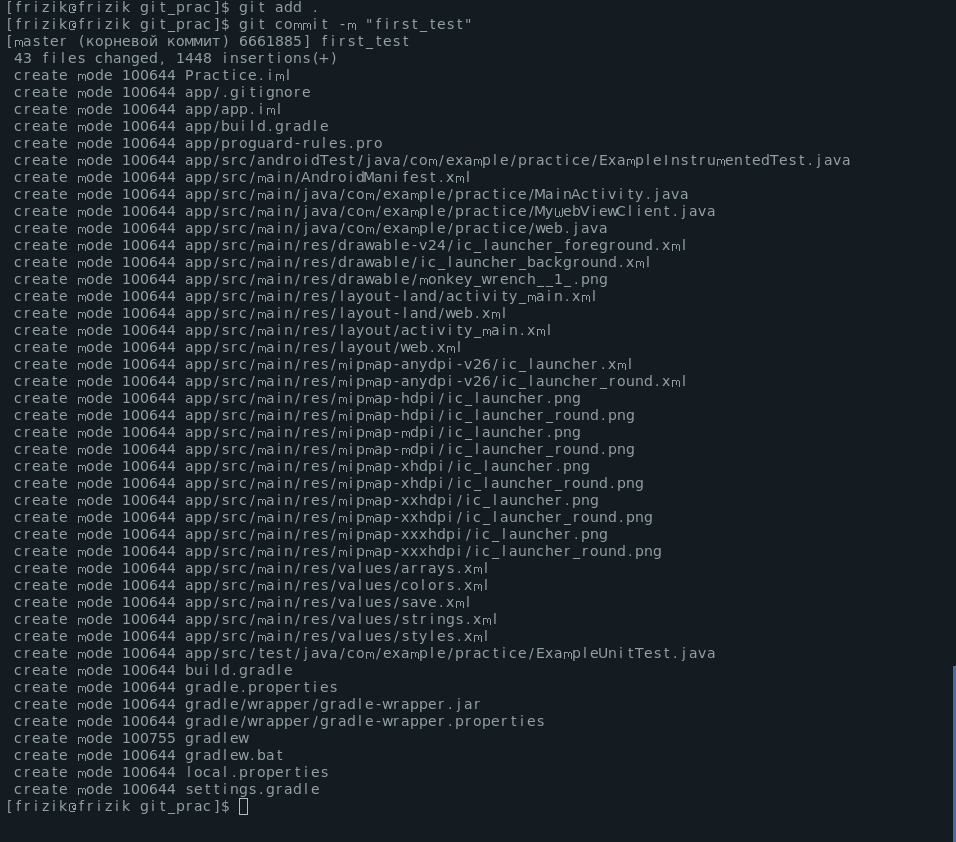 [frizik@frizik git_prac]$ git add .
[frizik@frizik git_prac]$ git commit -m "first_test"
[master (корневой коммит) 6661885] first_test
 43 files changed, 1448 insertions(+)
 create mode 100644 Practice.iml
 create mode 100644 app/.gitignore
 create mode 100644 app/app.iml
 create mode 100644 app/build.gradle
 create mode 100644 app/proguard-rules.pro
 create mode 100644 app/src/androidTest/java/com/example/practice/ExampleInstrumentedTest.java
 create mode 100644 app/src/main/AndroidManifest.xml
 create mode 100644 app/src/main/java/com/example/practice/MainActivity.java
 create mode 100644 app/src/main/java/com/example/practice/MyWebViewClient.java
 create mode 100644 app/src/main/java/com/example/practice/web.java
 create mode 100644 app/src/main/res/drawable-v24/ic_launcher_foreground.xml
 create mode 100644 app/src/main/res/drawable/ic_launcher_background.xml
 create mode 100644 app/src/main/res/drawable/monkey_wrench__1_.png
 create mode 100644 app/src/main/res/layout-land/activity_main.xml
 create mode 100644 app/src/main/res/layout-land/web.xml
 create mode 100644 app/src/main/res/layout/activity_main.xml
 create mode 100644 app/src/main/res/layout/web.xml
 create mode 100644 app/src/main/res/mipmap-anydpi-v26/ic_launcher.xml
 create mode 100644 app/src/main/res/mipmap-anydpi-v26/ic_launcher_round.xml
 create mode 100644 app/src/main/res/mipmap-hdpi/ic_launcher.png
 create mode 100644 app/src/main/res/mipmap-hdpi/ic_launcher_round.png
 create mode 100644 app/src/main/res/mipmap-mdpi/ic_launcher.png
 create mode 100644 app/src/main/res/mipmap-mdpi/ic_launcher_round.png
 create mode 100644 app/src/main/res/mipmap-xhdpi/ic_launcher.png
 create mode 100644 app/src/main/res/mipmap-xhdpi/ic_launcher_round.png
 create mode 100644 app/src/main/res/mipmap-xxhdpi/ic_launcher.png
 create mode 100644 app/src/main/res/mipmap-xxhdpi/ic_launcher_round.png
 create mode 100644 app/src/main/res/mipmap-xxxhdpi/ic_launcher.png
 create mode 100644 app/src/main/res/mipmap-xxxhdpi/ic_launcher_round.png
 create mode 100644 app/src/main/res/values/arrays.xml
 create mode 100644 app/src/main/res/values/colors.xml
 create mode 100644 app/src/main/res/values/save.xml
 create mode 100644 app/src/main/res/values/strings.xml
 create mode 100644 app/src/main/res/values/styles.xml
 create mode 100644 app/src/test/java/com/example/practice/ExampleUnitTest.java
 create mode 100644 build.gradle
 create mode 100644 gradle.properties
 create mode 100644 gradle/wrapper/gradle-wrapper.jar
 create mode 100644 gradle/wrapper/gradle-wrapper.properties
 create mode 100755 gradlew
 create mode 100644 gradlew.bat
 create mode 100644 local.properties
 create mode 100644 settings.gradle
[frizik@frizik git_prac]$